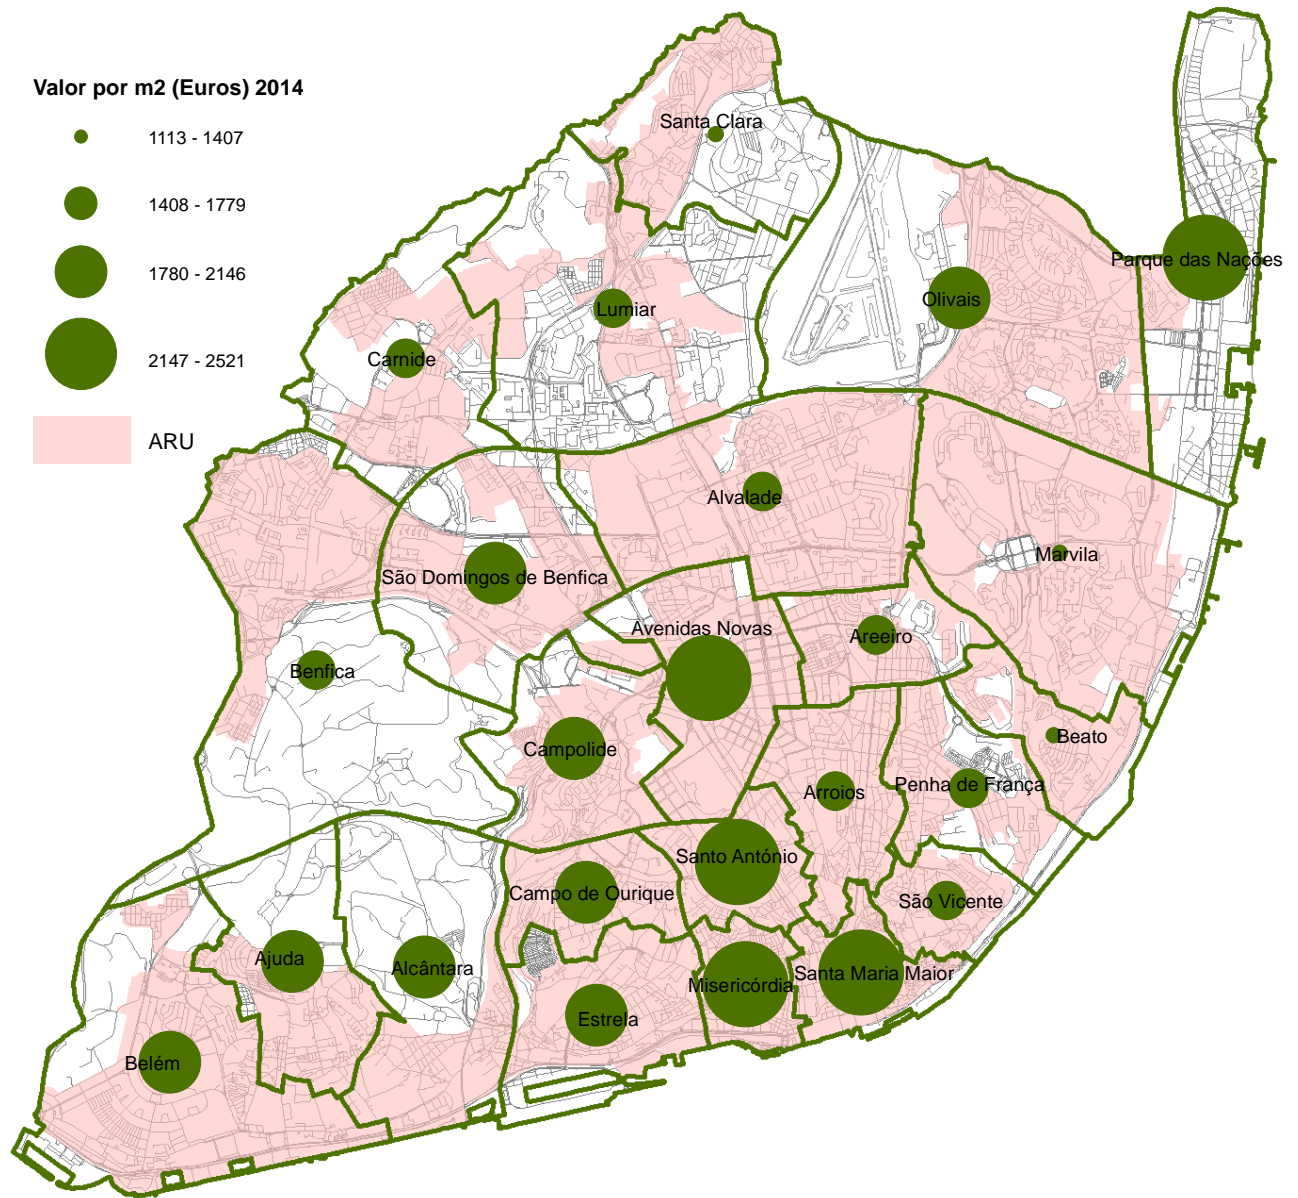 Valor por m2 (Euros) 2014
1113 - 1407
1408 - 1779
1780 - 2146
2147 - 2521
ARU
Santa Clara
Parque das Nações
Olivais
Lumiar
Carnide
Alvalade
Marvila
São Domingos de Benfica
Avenidas Novas
Areeiro
Benfica
Beato
Campolide
Penha de França
Arroios
Santo António
Campo de Ourique
São Vicente
Ajuda
Alcântara
Santa Maria Maior
Misericórdia
Estrela
Belém